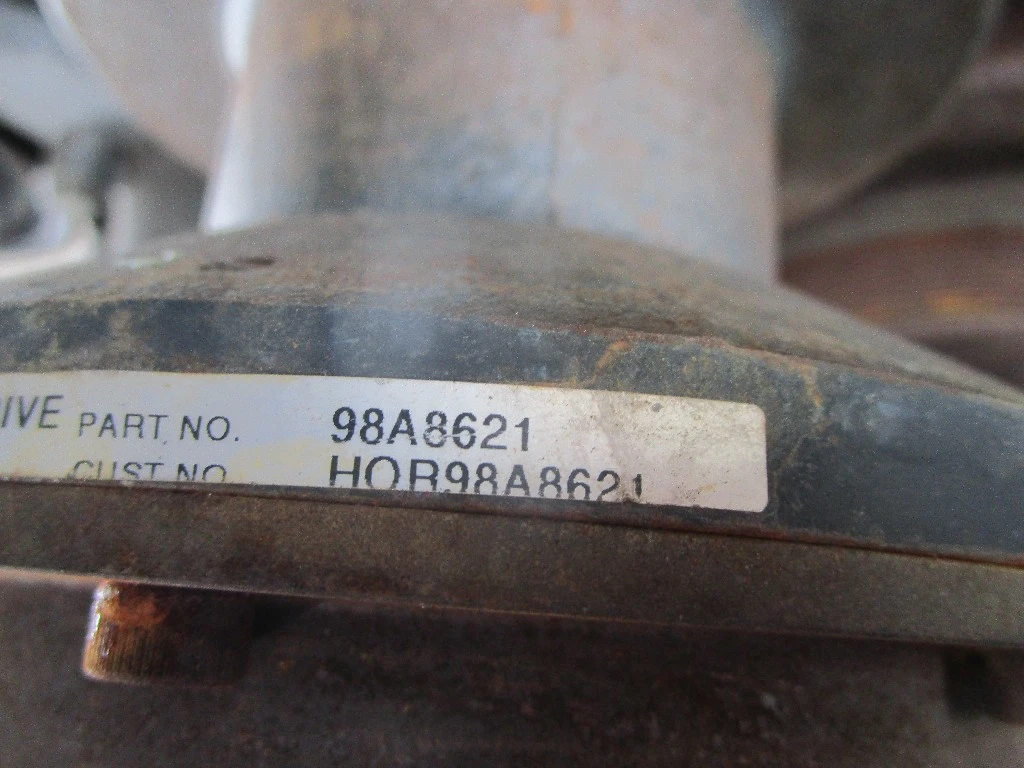 IVE PART NO. 98A8621
CUST NO. HOR98A8621